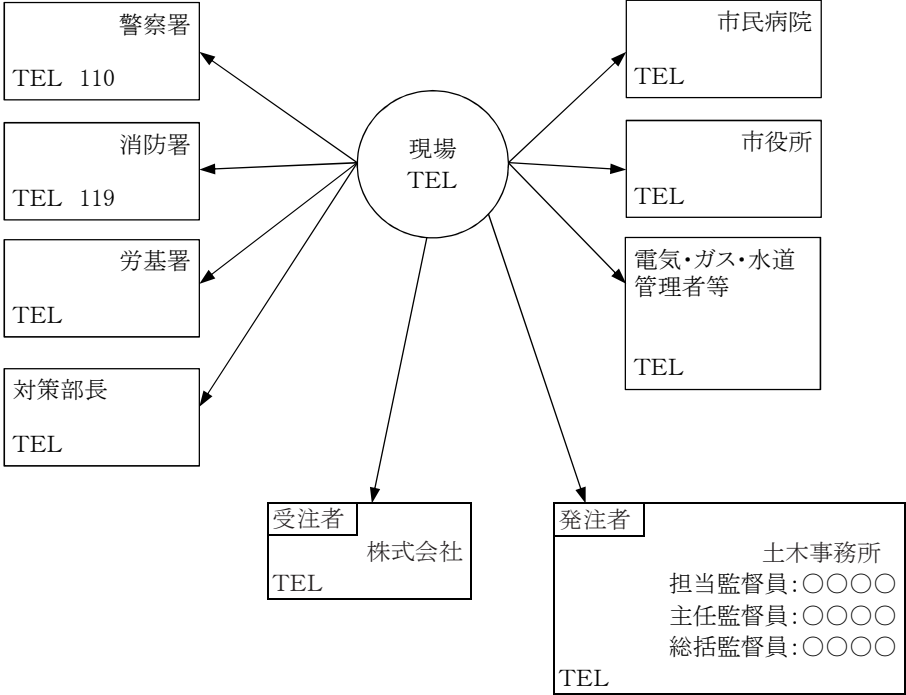 警察署
TEL 110
消防署
TEL 119
労基署
TEL
対策部長
TEL
現場
TEL
市民病院
TEL
市役所
TEL
電気・ガス・水道
管理者等
TEL
受注者
株式会社
TEL
発注者
土木事務所
担当監督員:○○○○
主任監督員:○○○○
総括監督員:○○○○
TEL